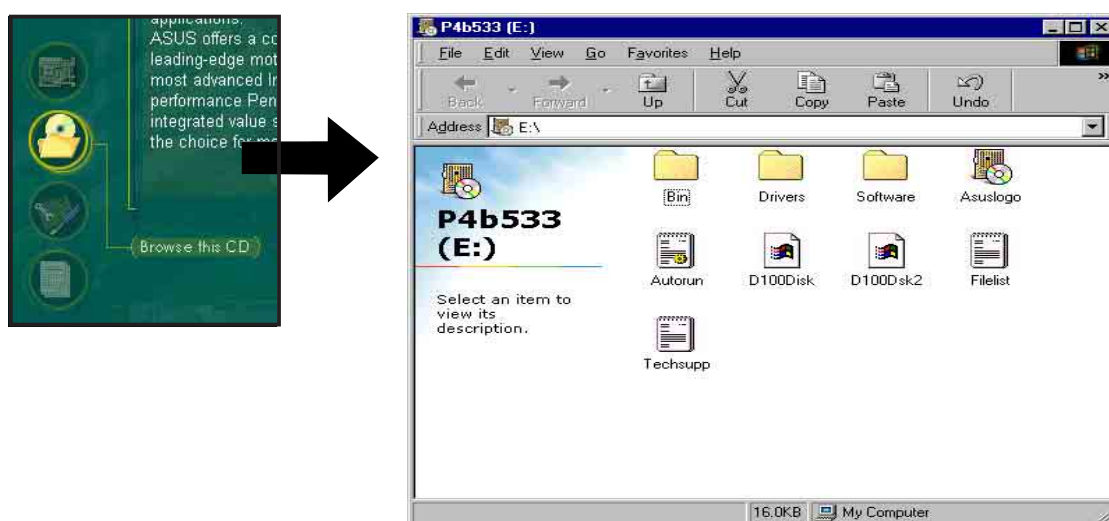 applications.
ASUS offers a co
leading-edge mot
most advanced In
performance Pen
integrated value s
the choice for mo
Browse this CD
P4b533 (E:)
File Edit View Go Favorites Help
Back Forward Up Cut Copy Paste Undo »
Address E:\
P4b533
(E:)
Select an item to
view its
description.
Bin Drivers Software Asuslogo
Autorun D100Disk D100Dsk2 Filelist
Techsupp
16.0KB My Computer